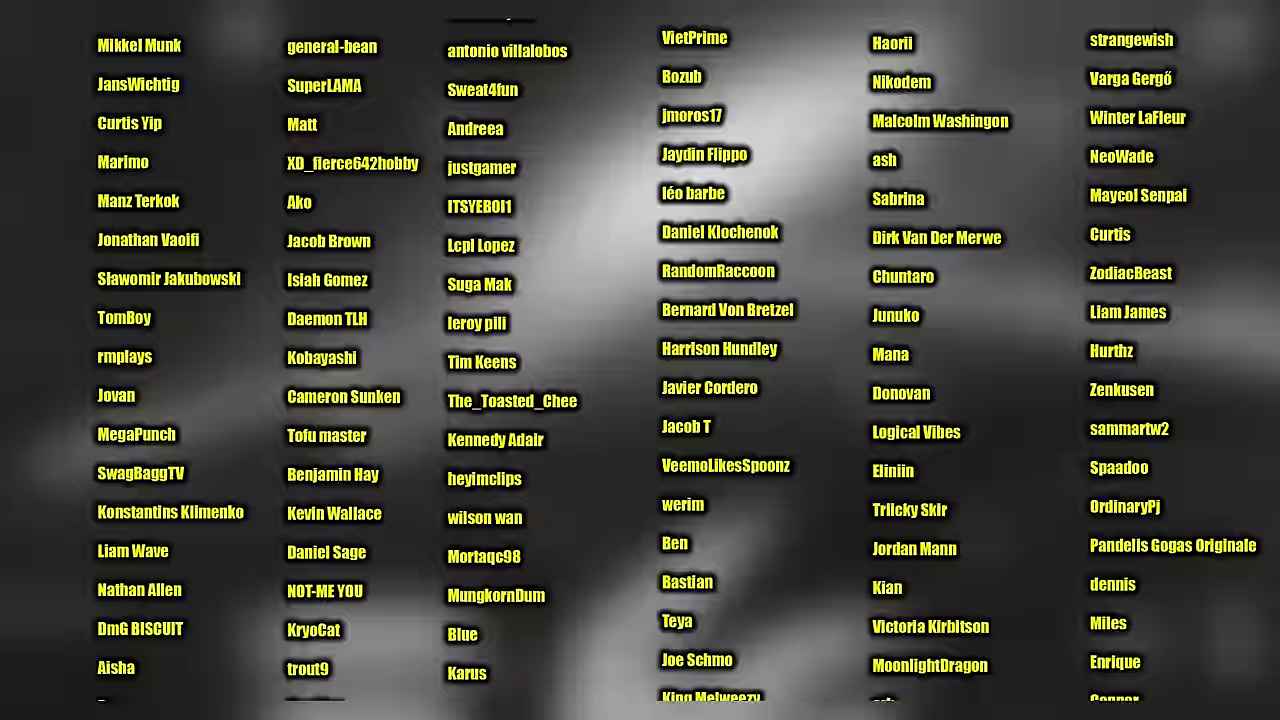 Mikkel Munk
JansWichtig
Curtis Yip
Marimo
Manz Terkok
Jonathan Vaoifi
Sławomir Jakubowski
TomBoy
rmplays
Jovan
MegaPunch
SwagBaggTV
Konstantins Klimenko
Liam Wave
Nathan Allen
DmG BISCUIT
Aisha
general-bean
SuperLAMA
Matt
XD_fierce642hobby
Ako
Jacob Brown
Isiah Gomez
Daemon TLH
Kobayashi
Cameron Sunken
Tofu master
Benjamin Hay
Kevin Wallace
Daniel Sage
NOT-ME YOU
KryoCat
trout9
antonio villalobos
Sweat4fun
Andreea
justgamer
ITSYEBOI1
Lcpl Lopez
Suga Mak
leroy pili
Tim Keens
The_Toasted_Chee
Kennedy Adair
heyimclips
wilson wan
Mortaqc98
MungkornDum
Blue
Karus
VietPrime
Bozub
jmoros17
Jaydin Flippo
léo barbe
Daniel Klochenok
RandomRaccoon
Bernard Von Bretzel
Harrison Hundley
Javier Cordero
Jacob T
VeemoLikesSpoonz
werim
Ben
Bastian
Teya
Joe Schmo
King Melweezy
Haorii
Nikodem
Malcolm Washingon
ash
Sabrina
Dirk Van Der Merwe
Chuntaro
Junuko
Mana
Donovan
Logical Vibes
Eliniin
Triicky Skir
Jordan Mann
Kian
Victoria Kirbitson
MoonlightDragon
strangewish
Varga Gergő
Winter LaFleur
NeoWade
Maycol Senpai
Curtis
ZodiacBeast
Liam James
Hurthz
Zenkusen
sammartw2
Spaadoo
OrdinaryPj
Pandelis Gogas Originale
dennis
Miles
Enrique